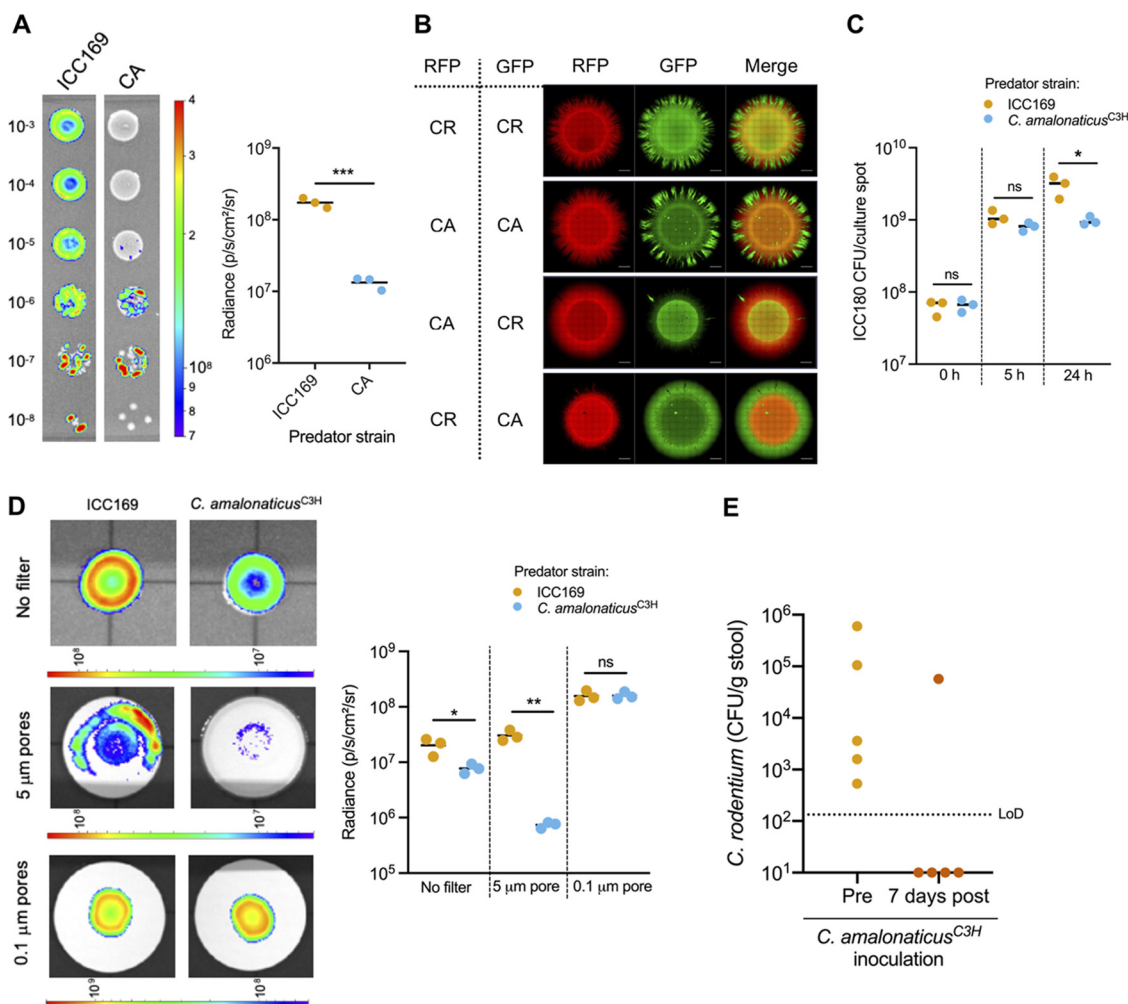 A
ICC169
CA
10-3
10-4
10-5
10-6
10-7
10-8
4
3
2
10⁸
9
8
7
Radiance (p/s/cm²/sr)
10⁹
10⁸
10⁷
10⁶
***
ICC169
CA
Predator strain
B
RFP GFP RFP GFP Merge
CR CR
CA CA
CA CR
CR CA
C
Predator strain:
ICC169
C. amalonaticusC3H
ICC180 CFU/culture spot
10¹⁰
10⁹
10⁸
10⁷
ns
ns
*
0 h 5 h 24 h
D
ICC169 C. amalonaticusC3H
No filter
10⁸ 10⁷
5 μm pores
10⁸ 10⁷
0.1 μm pores
10⁹ 10⁸
Predator strain:
ICC169
C. amalonaticusC3H
Radiance (p/s/cm²/sr)
10⁹
10⁸
10⁷
10⁶
10⁵
*
**
ns
No filter 5 μm pore 0.1 μm pore
E
C. rodentium (CFU/g stool)
10⁶
10⁵
10⁴
10³
10²
10¹
LoD
Pre 7 days post
C. amalonaticusC3H
inoculation